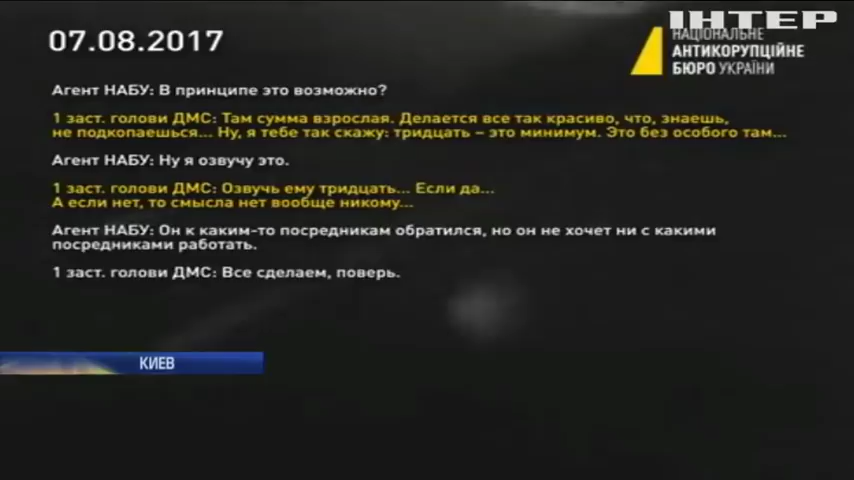 07.08.2017
ІНТЕР
НАЦІОНАЛЬНЕ
АНТИКОРУПЦІЙНЕ
БЮРО УКРАЇНИ
Агент НАБУ: В принципе это возможно?
1 заст. голови ДМС: Там сумма взрослая. Делается все так красиво, что, знаешь,
не подкопаешься... Ну, я тебе так скажу: тридцать – это минимум. Это без особого там...
Агент НАБУ: Ну я озвучу это.
1 заст. голови ДМС: Озвучь ему тридцать... Если да...
А если нет, то смысла нет вообще никому...
Агент НАБУ: Он к каким-то посредникам обратился, но он не хочет ни с какими
посредниками работать.
1 заст. голови ДМС: Все сделаем, поверь.
КИЕВ